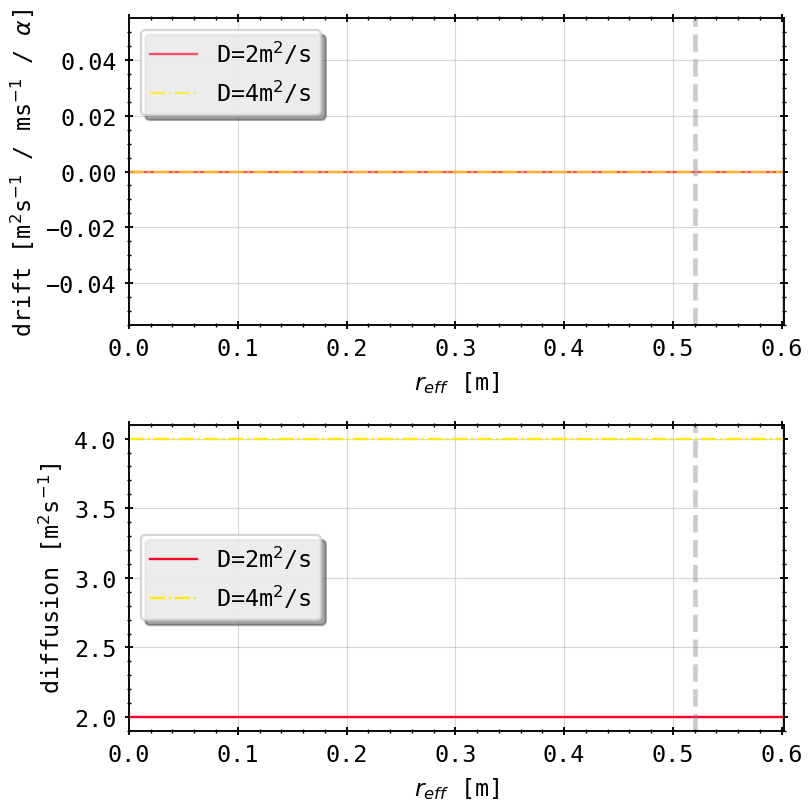 drift [m²s⁻¹ / ms⁻¹ / α]
0.04
0.02
0.00
−0.02
−0.04
D=2m²/s
D=4m²/s
0.0 0.1 0.2 0.3 0.4 0.5 0.6
r_eff [m]
diffusion [m²s⁻¹]
4.0
3.5
3.0
2.5
2.0
D=2m²/s
D=4m²/s
0.0 0.1 0.2 0.3 0.4 0.5 0.6
r_eff [m]